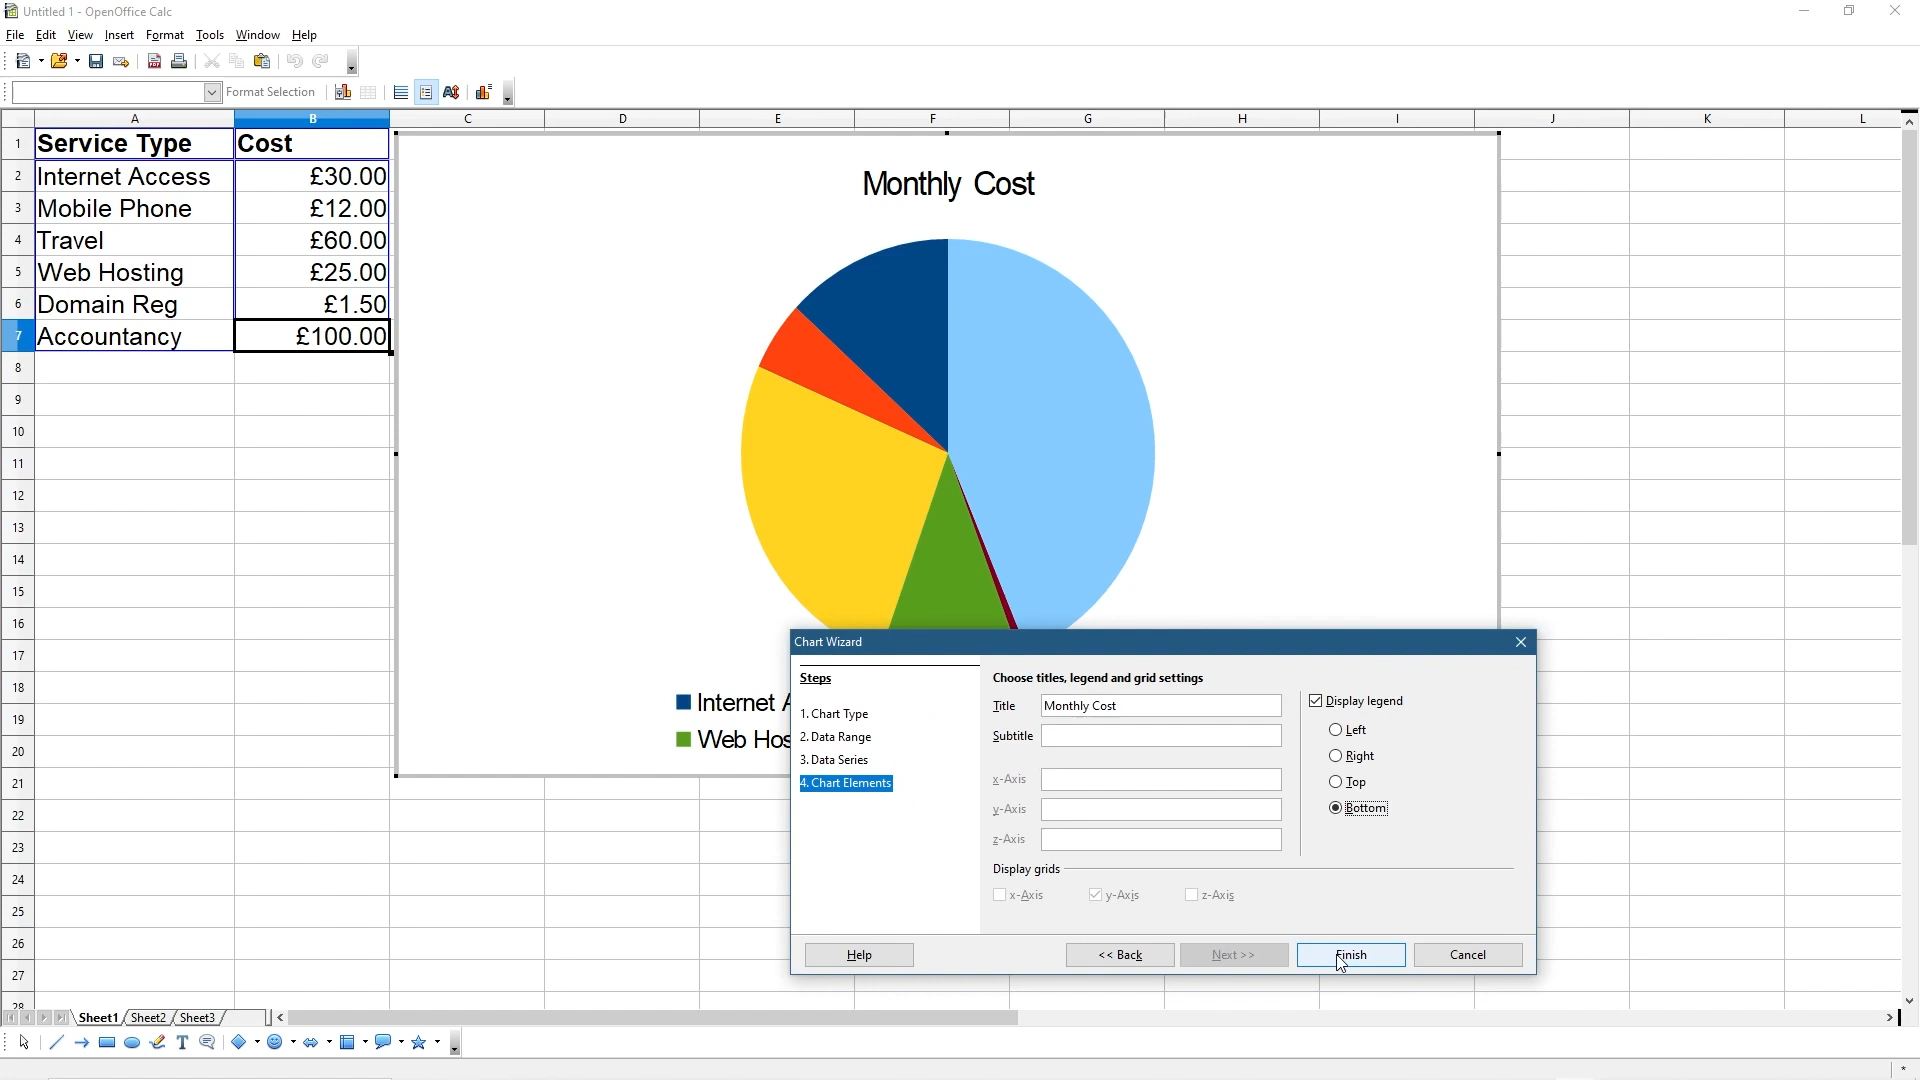 Untitled 1 - OpenOffice Calc
File Edit View Insert Format Tools Window Help
Format Selection
A B C D E F G H I J K L
1 Service Type Cost
2 Internet Access £30.00
3 Mobile Phone £12.00
4 Travel £60.00
5 Web Hosting £25.00
6 Domain Reg £1.50
7 Accountancy £100.00
8
9
10
11
12
13
14
15
16
17
18
19
20
21
22
23
24
25
26
27
28
Monthly Cost
Internet A
Web Hos
Chart Wizard
Steps
1. Chart Type
2. Data Range
3. Data Series
4. Chart Elements
Choose titles, legend and grid settings
Title Monthly Cost
Subtitle
x-Axis
y-Axis
z-Axis
Display legend
Left
Right
Top
Bottom
Display grids
x-Axis y-Axis z-Axis
Help << Back Next >> Finish Cancel
Sheet1 Sheet2 Sheet3
*